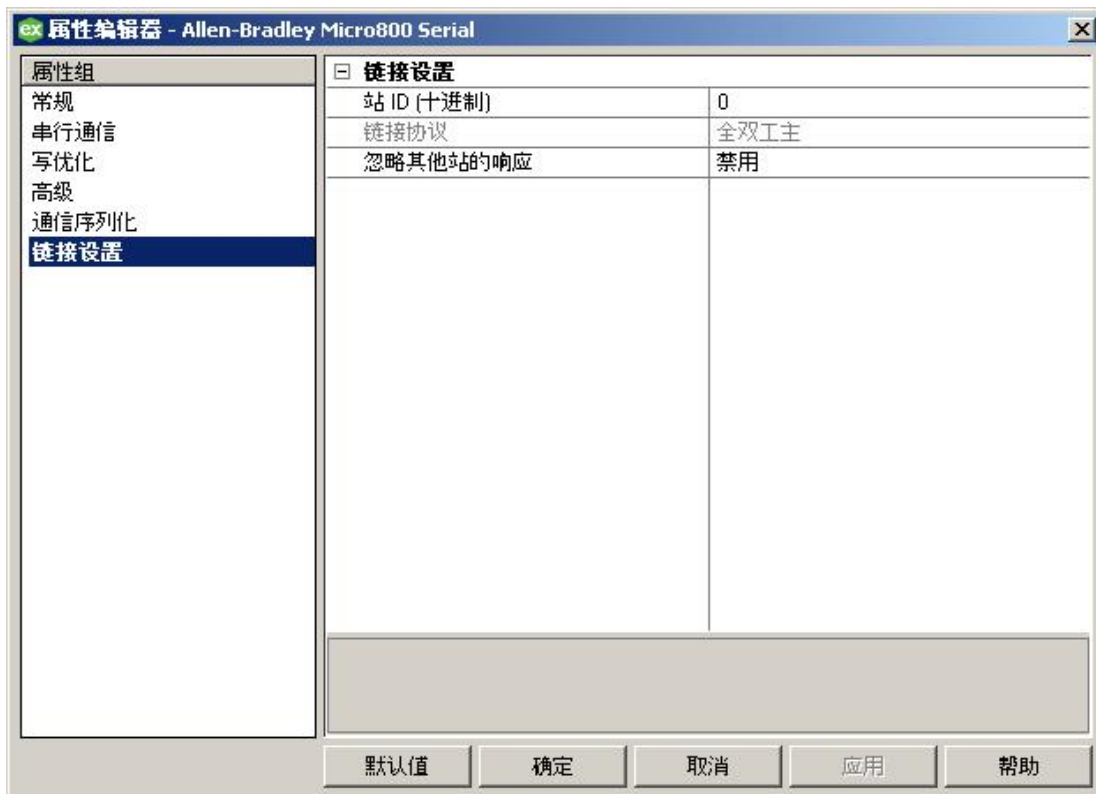 ex 属性编辑器 - Allen-Bradley Micro800 Serial
属性组
常规
串行通信
写优化
高级
通信序列化
链接设置
链接设置
站 ID (十进制) 0
链接协议 全双工主
忽略其他站的响应 禁用
默认值 确定 取消 应用 帮助